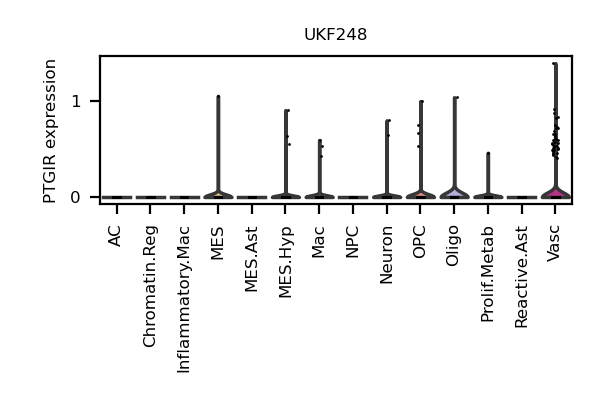 UKF248
PTGIR expression
1
0
AC
Chromatin.Reg
Inflammatory.Mac
MES
MES.Ast
MES.Hyp
Mac
NPC
Neuron
OPC
Oligo
Prolif.Metab
Reactive.Ast
Vasc